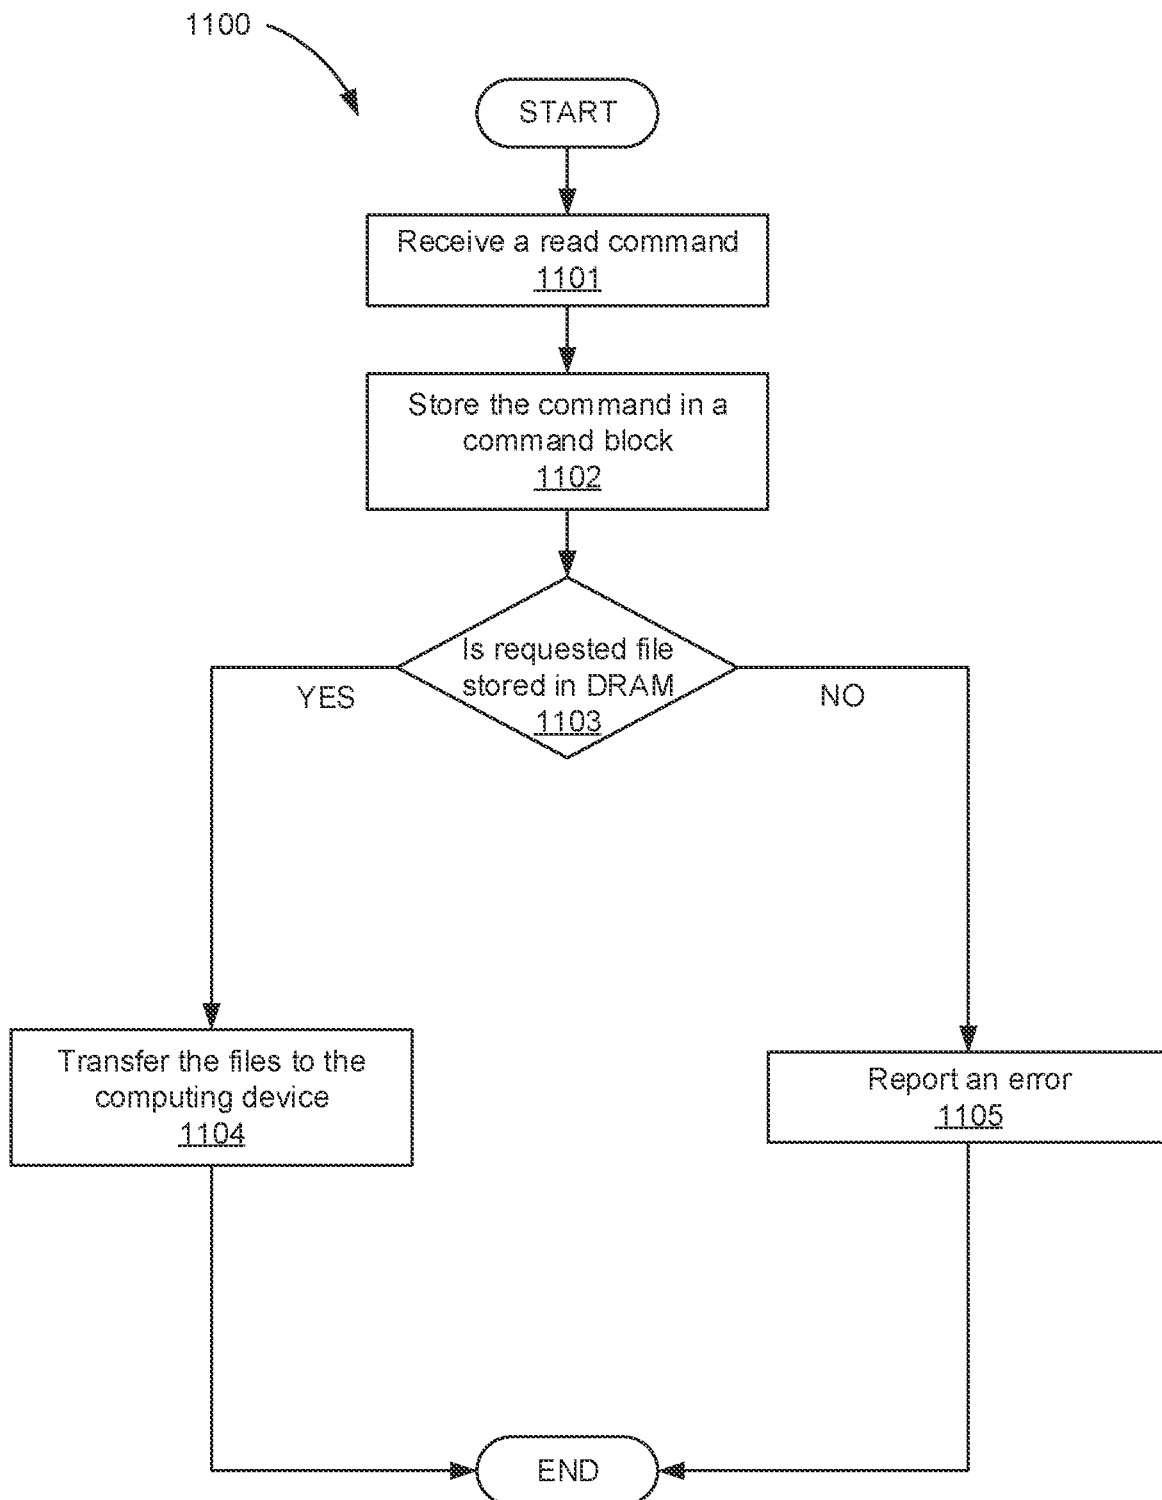 1100
START
Receive a read command
1101
Store the command in a
command block
1102
Is requested file
stored in DRAM
1103
YES
NO
Transfer the files to the
computing device
1104
Report an error
1105
END